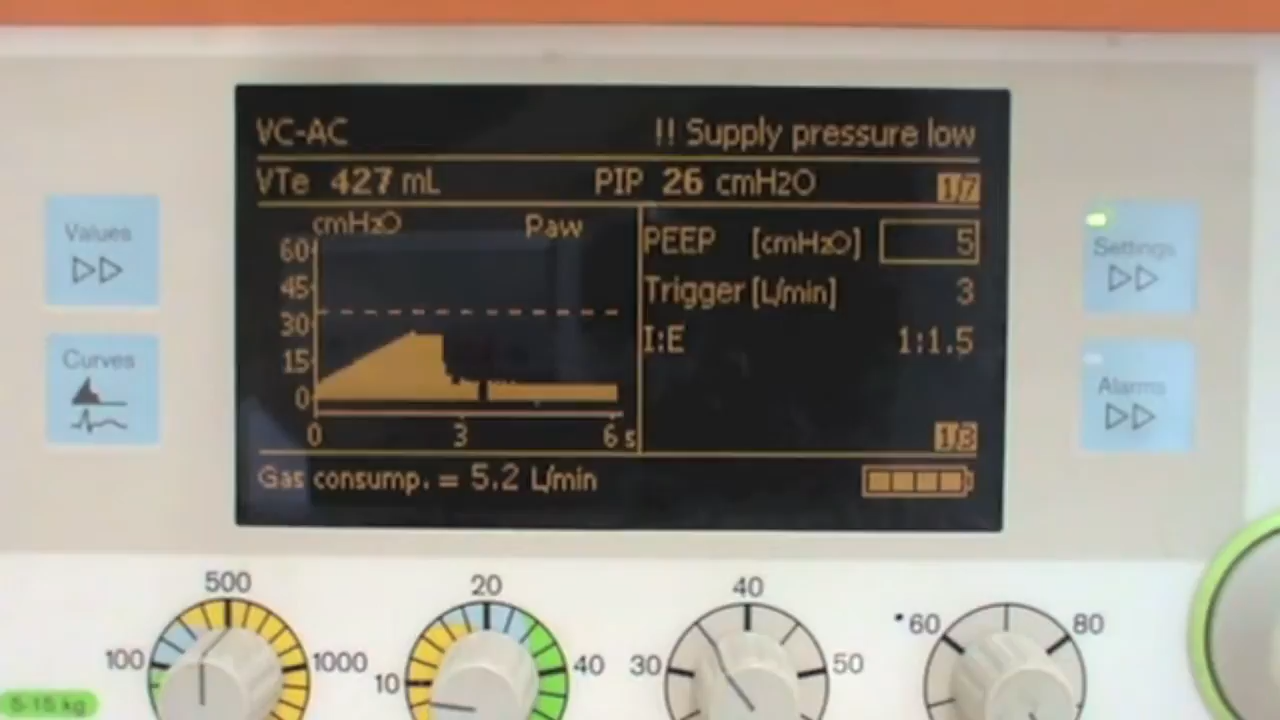 VC-AC !! Supply pressure low
VTe 427 mL PIP 26 cmH2O 1/7
cmH2O Paw
60
45
30
15
0
0 3 6 s
PEEP [cmH2O] 5
Trigger [L/min] 3
I:E 1:1.5
1/3
Gas consump. = 5.2 L/min
Values
Curves
Settings
Alarms
500
100 1000
5-15 kg
20
10 40
40
30 50
60 80